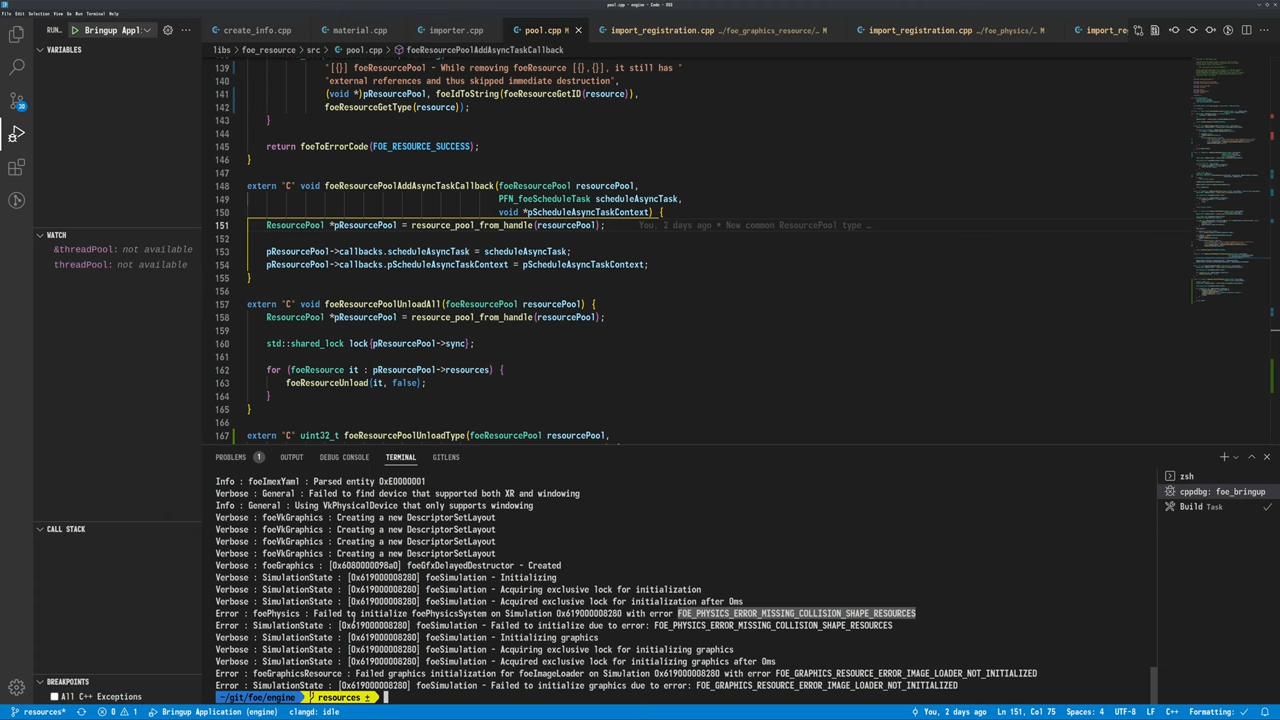 pool.cpp - engine - Code - OSS
File Edit Selection View Go Run Terminal Help
RUN... Bringup Appl
create_info.cpp material.cpp importer.cpp pool.cpp M import_registration.cpp .../foe_graphics_resource/... M import_registration.cpp .../foe_physics/... M import_reg
VARIABLES
libs > foe_resource > src > pool.cpp > foeResourcePoolAddAsyncTaskCallback
139 "[{}] foeResourcePool - While removing foeResource [{},{}], it still has "
140 "external references and thus skipped immediate destruction",
141 (void *)pResourcePool, foeIdToString(foeResourceGetID(resource)),
142 foeResourceGetType(resource));
143 }
144
145 return foeToErrorCode(FOE_RESOURCE_SUCCESS);
146 }
147
148 extern "C" void foeResourcePoolAddAsyncTaskCallback(foeResourcePool resourcePool,
149 PFN_foeScheduleTask scheduleAsyncTask,
150 void *pScheduleAsyncTaskContext) {
151 ResourcePool *pResourcePool = resource_pool_from_handle(resourcePool); You, 2 days ago * New common ResourcePool type …
152
153 pResourcePool->callbacks.scheduleAsyncTask = scheduleAsyncTask;
154 pResourcePool->callbacks.pScheduleAsyncTaskContext = pScheduleAsyncTaskContext;
155 }
156
157 extern "C" void foeResourcePoolUnloadAll(foeResourcePool resourcePool) {
158 ResourcePool *pResourcePool = resource_pool_from_handle(resourcePool);
159
160 std::shared_lock lock{pResourcePool->sync};
161
162 for (foeResource it : pResourcePool->resources) {
163 foeResourceUnload(it, false);
164 }
165 }
166
167 extern "C" uint32_t foeResourcePoolUnloadType(foeResourcePool resourcePool,
20
WATCH
&threadPool: not available
threadPool: not available
CALL STACK
BREAKPOINTS
All C++ Exceptions
PROBLEMS 1 OUTPUT DEBUG CONSOLE TERMINAL GITLENS
zsh
cppdbg: foe_bringup
Build Task
Info : foeImexYaml : Parsed entity 0xE0000001
Verbose : General : Failed to find device that supported both XR and windowing
Info : General : Using VkPhysicalDevice that only supports windowing
Verbose : foeVkGraphics : Creating a new DescriptorSetLayout
Verbose : foeVkGraphics : Creating a new DescriptorSetLayout
Verbose : foeVkGraphics : Creating a new DescriptorSetLayout
Verbose : foeVkGraphics : Creating a new DescriptorSetLayout
Verbose : foeGraphics : [0x6080000098a0] foeGfxDelayedDestructor - Created
Verbose : SimulationState : [0x619000008280] foeSimulation - Initializing
Verbose : SimulationState : [0x619000008280] foeSimulation - Acquiring exclusive lock for initialization
Verbose : SimulationState : [0x619000008280] foeSimulation - Acquired exclusive lock for initialization after 0ms
Error : foePhysics : Failed to initialize foePhysicsSystem on Simulation 0x619000008280 with error FOE_PHYSICS_ERROR_MISSING_COLLISION_SHAPE_RESOURCES
Error : SimulationState : [0x619000008280] foeSimulation - Failed to initialize due to error: FOE_PHYSICS_ERROR_MISSING_COLLISION_SHAPE_RESOURCES
Verbose : SimulationState : [0x619000008280] foeSimulation - Initializing graphics
Verbose : SimulationState : [0x619000008280] foeSimulation - Acquiring exclusive lock for initializing graphics
Verbose : SimulationState : [0x619000008280] foeSimulation - Acquired exclusive lock for initializing graphics after 0ms
Error : foeGraphicsResource : Failed graphics initialization for foeImageLoader on Simulation 0x619000008280 with error FOE_GRAPHICS_RESOURCE_ERROR_IMAGE_LOADER_NOT_INITIALIZED
Error : SimulationState : [0x619000008280] foeSimulation - Failed to initialize graphics due to error: FOE_GRAPHICS_RESOURCE_ERROR_IMAGE_LOADER_NOT_INITIALIZED
~/git/foe/engine resources ±
resources* 0 1 Bringup Application (engine) clangd: idle You, 2 days ago Ln 151, Col 75 Spaces: 4 UTF-8 LF C++ Formatting: ✓